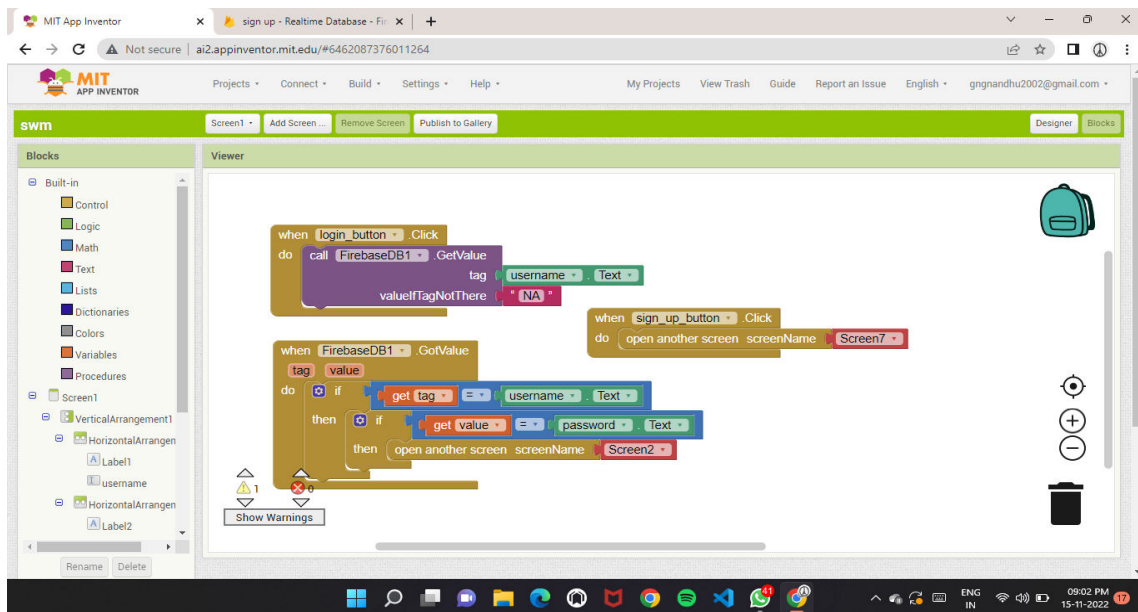 MIT App Inventor
sign up - Realtime Database - Fir
Not secure
ai2.appinventor.mit.edu/#6462087376011264
MIT
APP INVENTOR
Projects
Connect
Build
Settings
Help
My Projects
View Trash
Guide
Report an Issue
English
gngnandhu2002@gmail.com
swm
Screen1
Add Screen ...
Remove Screen
Publish to Gallery
Designer
Blocks
Blocks
Viewer
Built-in
Control
Logic
Math
Text
Lists
Dictionaries
Colors
Variables
Procedures
Screen1
VerticalArrangement1
HorizontalArrangen
Label1
username
HorizontalArrangen
Label2
Rename
Delete
when login_button .Click
do call FirebaseDB1 .GetValue
tag username . Text
valueIfTagNotThere " NA "
when sign_up_button .Click
do open another screen screenName Screen7
when FirebaseDB1 .GotValue
tag value
do if get tag = username . Text
then if get value = password . Text
then open another screen screenName Screen2
1
0
Show Warnings
41
ENG
IN
09:02 PM
15-11-2022
17